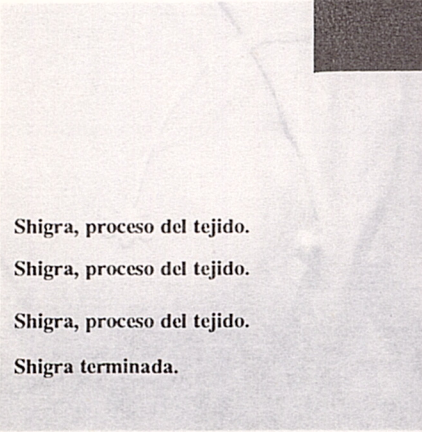 Shigra, proceso del tejido.
Shigra, proceso del tejido.
Shigra, proceso del tejido.
Shigra terminada.